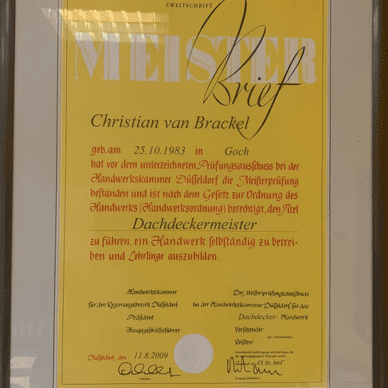 ZWEITSCHRIFT
MEISTER
Brief
Christian van Brackel
geb. am 25.10.1983 in Goch
hat vor dem unterzeichneten Prüfungsausschuss bei der
Handwerkskammer Düsseldorf die Meisterprüfung
bestanden und ist nach dem Gesetz zur Ordnung des
Handwerks (Handwerksordnung) berechtigt, den Titel
Dachdeckermeister
zu führen, ein Handwerk selbständig zu betrei-
ben und Lehrlinge auszubilden.
Handwerkskammer
für den Regierungsbezirk Düsseldorf
Präsident
Hauptgeschäftsführer
Der Meisterprüfungsausschuss
bei der Handwerkskammer Düsseldorf für das
Dachdecker- Handwerk
Vorsitzender
Beisitzer
Düsseldorf, den 11.8.2009